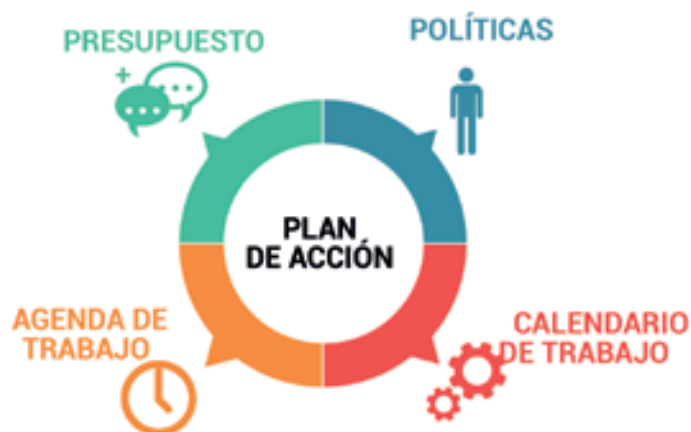 PRESUPUESTO
POLÍTICAS
PLAN
DE ACCIÓN
AGENDA DE
TRABAJO
CALENDARIO
DE TRABAJO